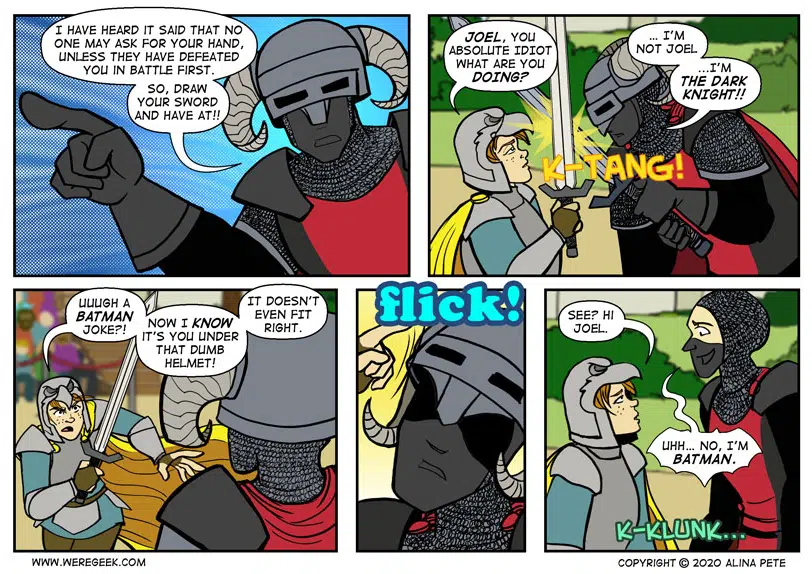 I HAVE HEARD IT SAID THAT NO
ONE MAY ASK FOR YOUR HAND,
UNLESS THEY HAVE DEFEATED
YOU IN BATTLE FIRST.
SO, DRAW
YOUR SWORD
AND HAVE AT!!
JOEL, YOU
ABSOLUTE IDIOT
WHAT ARE YOU
DOING?
... I'M
NOT JOEL
...I'M
THE DARK
KNIGHT!!
K-TANG!
UUUGH A
BATMAN
JOKE?!
NOW I KNOW
IT'S YOU UNDER
THAT DUMB
HELMET!
IT DOESN'T
EVEN FIT
RIGHT.
flick!
SEE? HI
JOEL.
UHH... NO, I'M
BATMAN.
K-KLUNK...
WWW.WEREGEEK.COM
COPYRIGHT © 2020 ALINA PETE